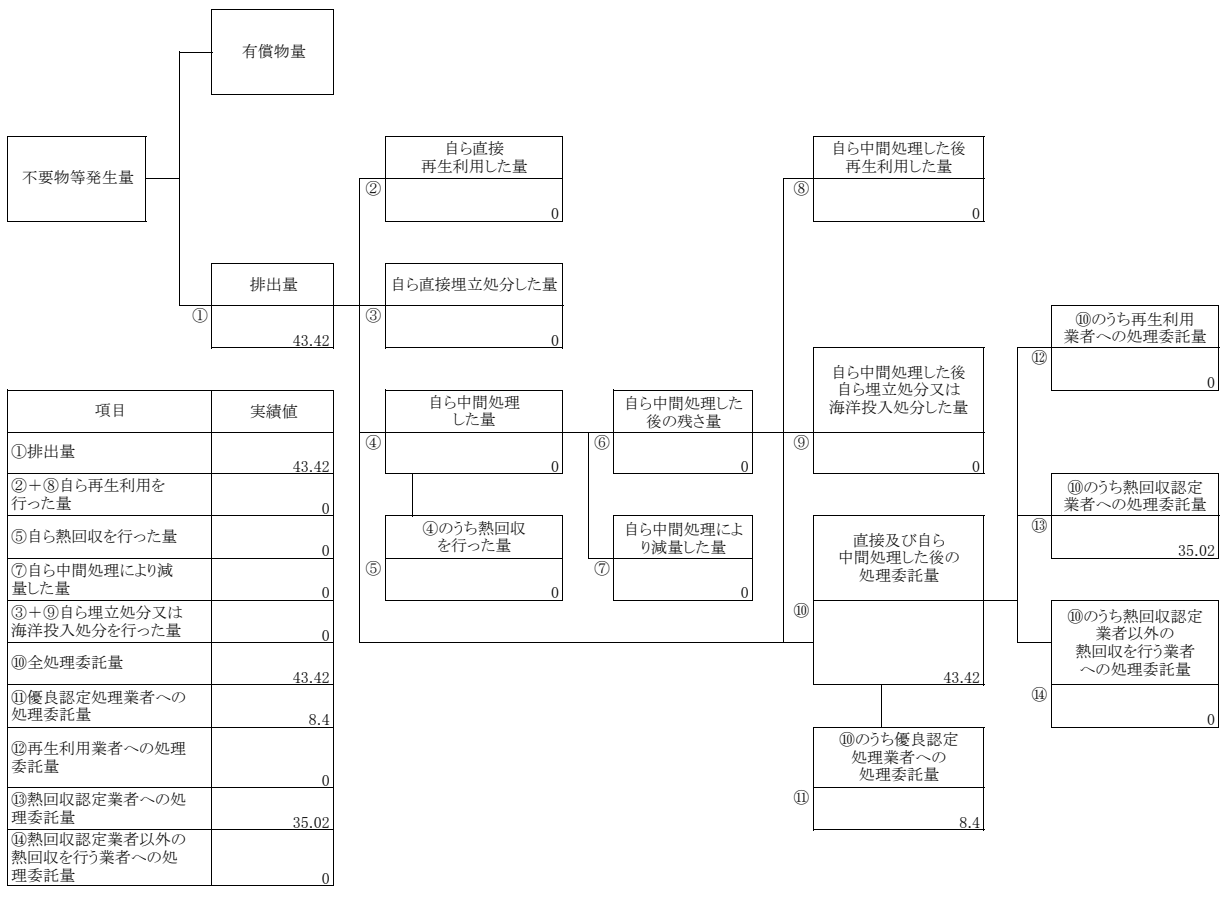 有償物量
不要物等発生量
排出量
①
43.42
自ら直接
再生利用した量
②
0
自ら直接埋立処分した量
③
0
自ら中間処理
した量
④
0
④のうち熱回収
を行った量
⑤
0
自ら中間処理した
後の残さ量
⑥
0
自ら中間処理によ
り減量した量
⑦
0
自ら中間処理した後
再生利用した量
⑧
0
自ら中間処理した後
自ら埋立処分又は
海洋投入処分した量
⑨
0
直接及び自ら
中間処理した後の
処理委託量
⑩
43.42
⑩のうち優良認定
処理業者への
処理委託量
⑪
8.4
⑩のうち再生利用
業者への処理委託量
⑫
0
⑩のうち熱回収認定
業者への処理委託量
⑬
35.02
⑩のうち熱回収認定
業者以外の
熱回収を行う業者
への処理委託量
⑭
0
項目 実績値
①排出量
43.42
②＋⑧自ら再生利用を
行った量
0
⑤自ら熱回収を行った量
0
⑦自ら中間処理により減
量した量
0
③＋⑨自ら埋立処分又は
海洋投入処分を行った量
0
⑩全処理委託量
43.42
⑪優良認定処理業者への
処理委託量
8.4
⑫再生利用業者への処理
委託量
0
⑬熱回収認定業者への処
理委託量
35.02
⑭熱回収認定業者以外の
熱回収を行う業者への処
理委託量
0